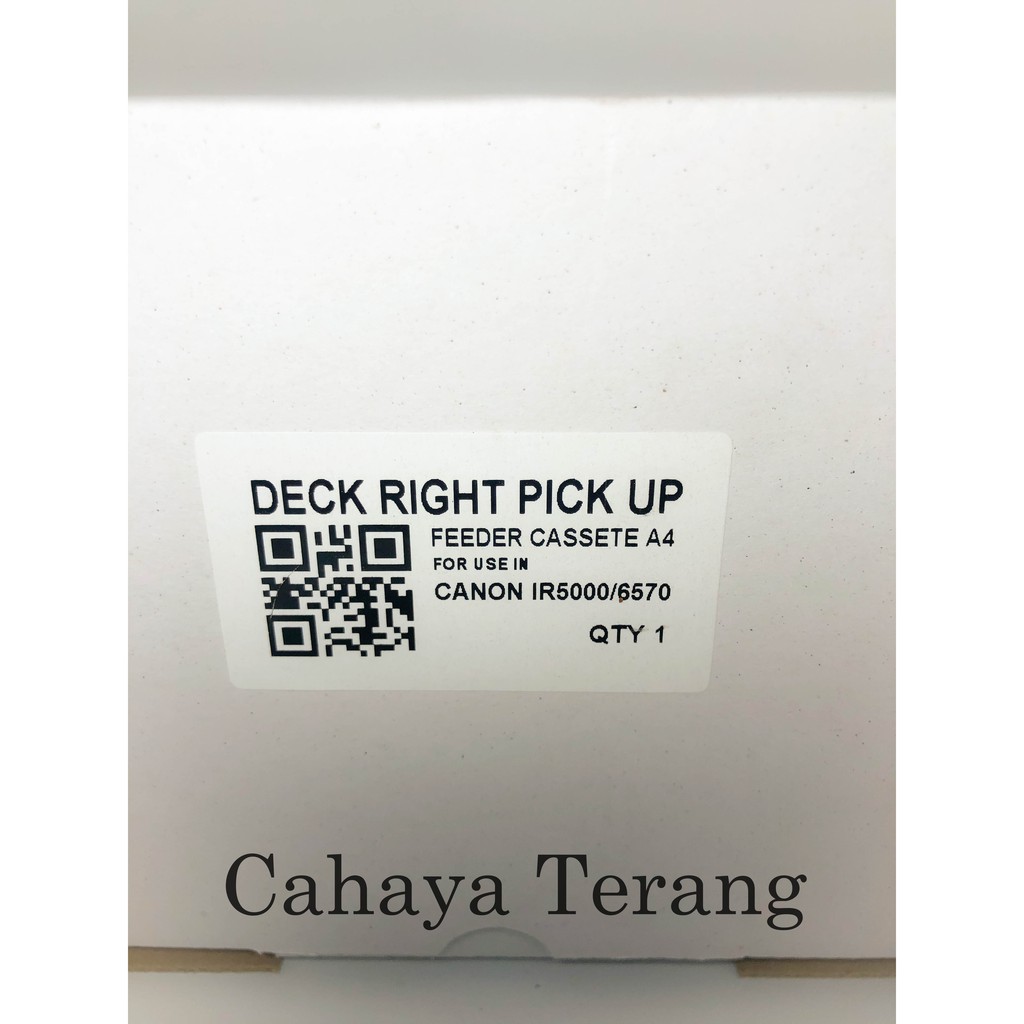 DECK RIGHT PICK UP
FEEDER CASSETE A4
FOR USE IN
CANON IR5000/6570
QTY 1
Cahaya Terang